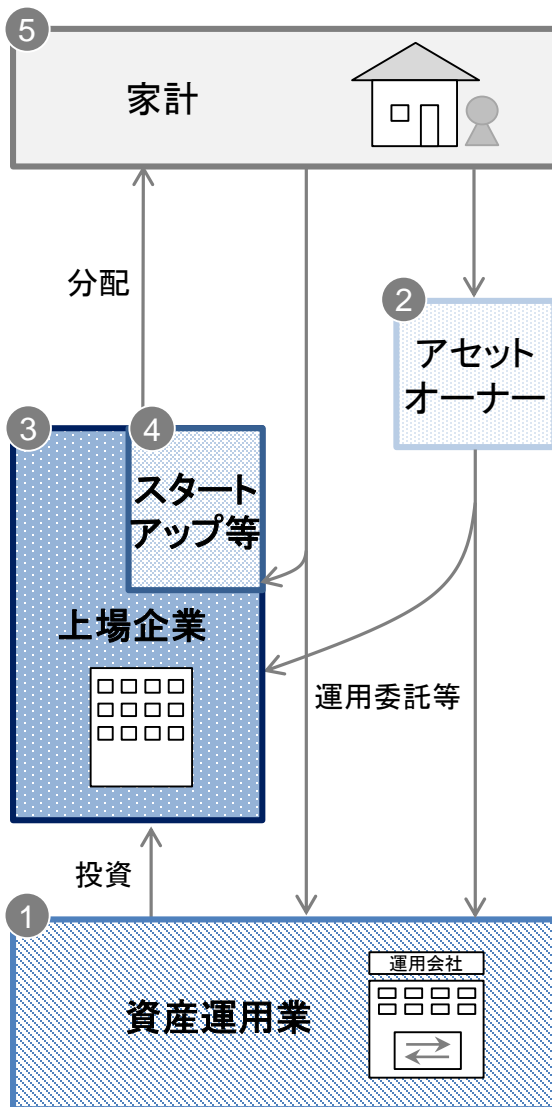 5
家計
分配
2
アセット
オーナー
3
4
スタート
アップ等
上場企業
運用委託等
投資
1
運用会社
資産運用業